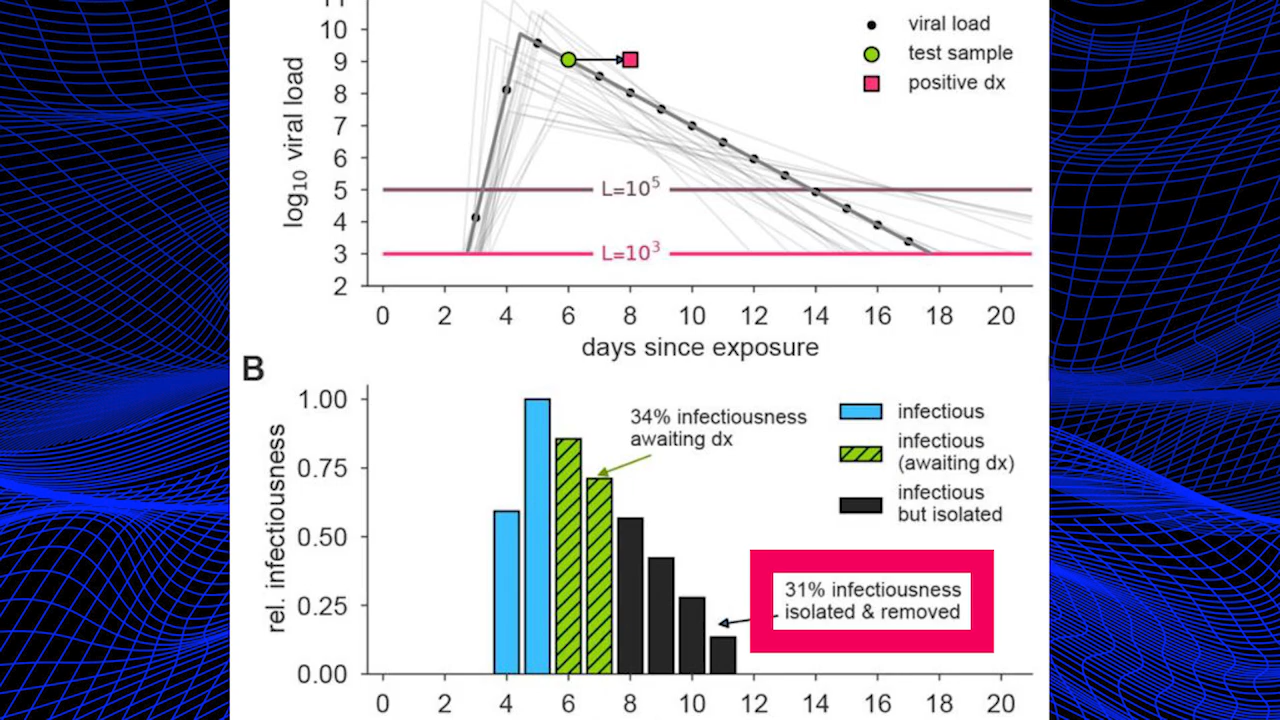 10
9
8
7
6
5
4
3
2
log10 viral load
viral load
test sample
positive dx
L=10^5
L=10^3
0 2 4 6 8 10 12 14 16 18 20
days since exposure
B
1.00
0.75
0.50
0.25
0.00
rel. infectiousness
34% infectiousness
awaiting dx
infectious
infectious
(awaiting dx)
infectious
but isolated
31% infectiousness
isolated & removed
0 2 4 6 8 10 12 14 16 18 20